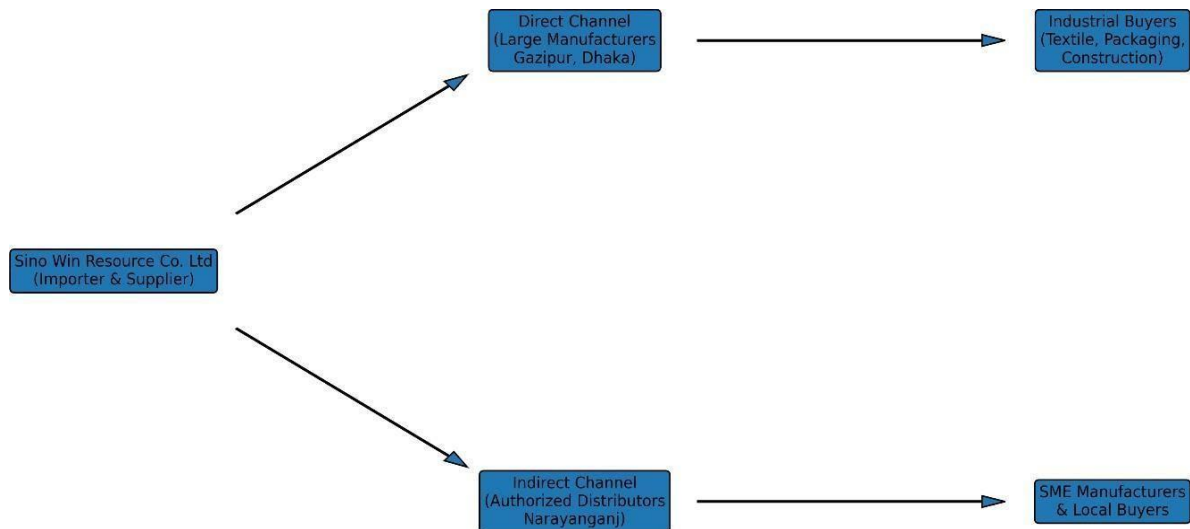 Direct Channel
(Large Manufacturers
Gazipur, Dhaka)
Industrial Buyers
(Textile, Packaging,
Construction)
Sino Win Resource Co. Ltd
(Importer & Supplier)
Indirect Channel
(Authorized Distributors
Narayanganj)
SME Manufacturers
& Local Buyers